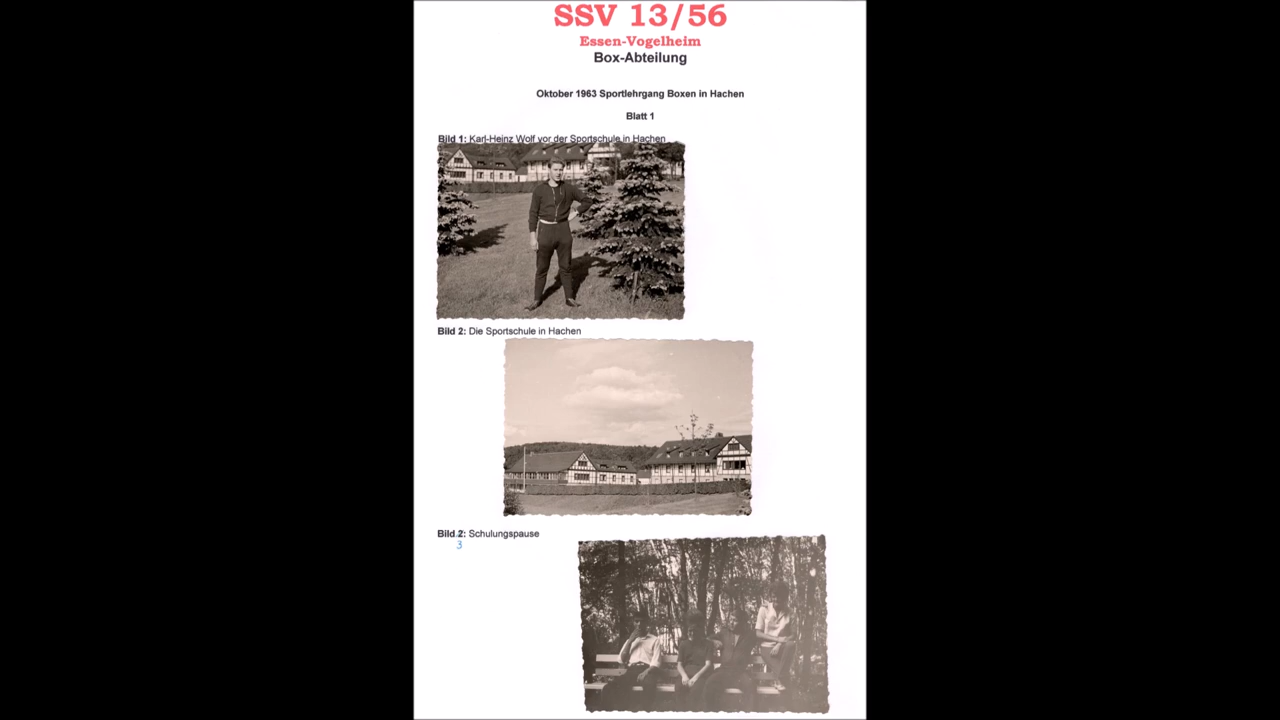 SSV 13/56
Essen-Vogelheim
Box-Abteilung
Oktober 1963 Sportlehrgang Boxen in Hachen
Blatt 1
Bild 1: Karl-Heinz Wolf vor der Sportschule in Hachen
Bild 2: Die Sportschule in Hachen
Bild 2: Schulungspause
3